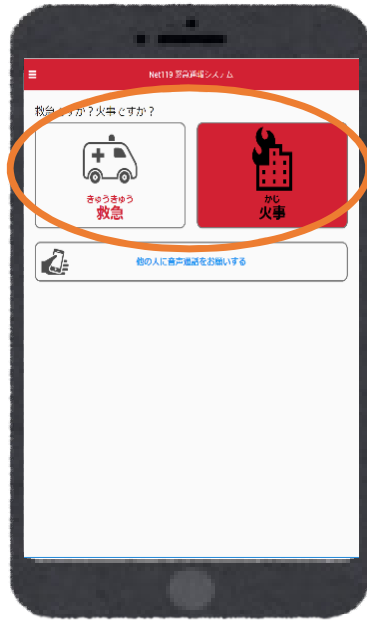 Net119 緊急通報システム
救急ですか？火事ですか？
きゅうきゅう
救急
かじ
火事
他の人に音声通話をお願いする